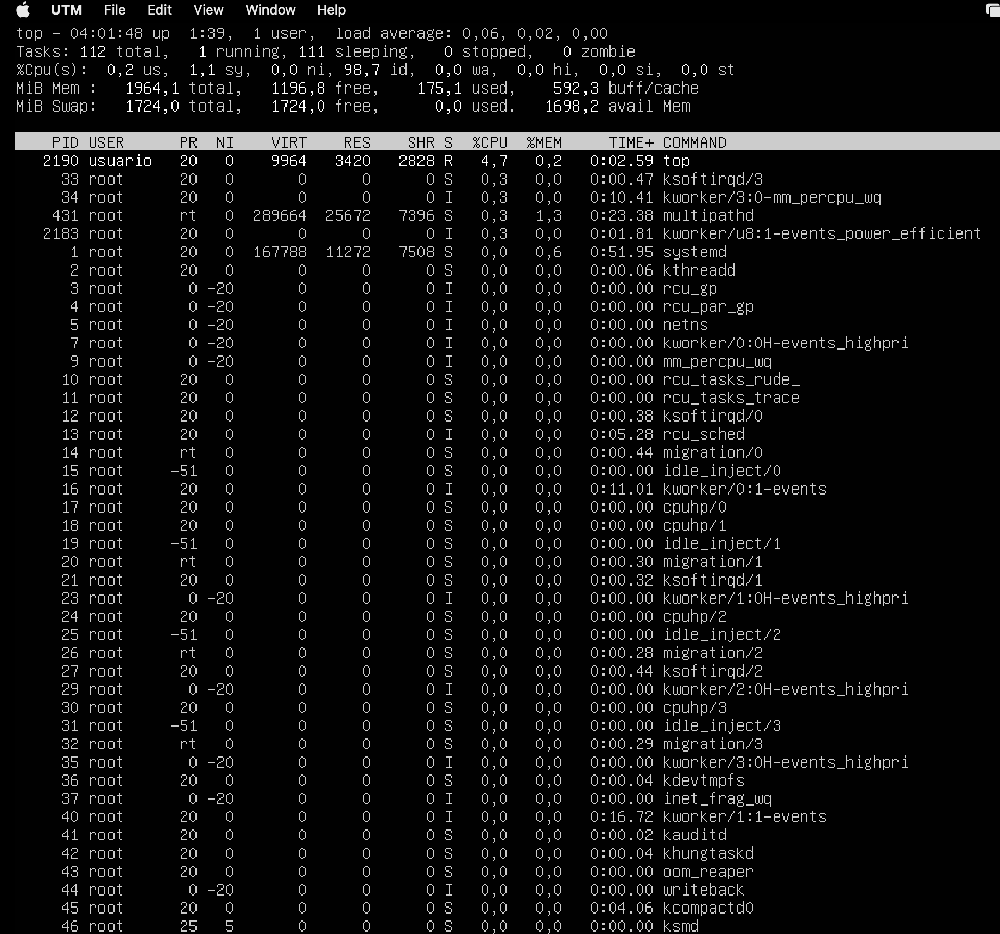 UTM File Edit View Window Help
top - 04:01:48 up  1:39,  1 user,  load average: 0,06, 0,02, 0,00
Tasks: 112 total,   1 running, 111 sleeping,   0 stopped,   0 zombie
%Cpu(s):  0,2 us,  1,1 sy,  0,0 ni, 98,7 id,  0,0 wa,  0,0 hi,  0,0 si,  0,0 st
MiB Mem :   1964,1 total,   1196,8 free,    175,1 used,    592,3 buff/cache
MiB Swap:   1724,0 total,   1724,0 free,      0,0 used.   1698,2 avail Mem
PID USER PR NI VIRT RES SHR S %CPU %MEM TIME+ COMMAND
2190 usuario 20 0 9964 3420 2828 R 4,7 0,2 0:02.59 top
33 root 20 0 0 0 0 S 0,3 0,0 0:00.47 ksoftirqd/3
34 root 20 0 0 0 0 I 0,3 0,0 0:10.41 kworker/3:0-mm_percpu_wq
431 root rt 0 289664 25672 7396 S 0,3 1,3 0:23.38 multipathd
2183 root 20 0 0 0 0 I 0,3 0,0 0:01.81 kworker/u8:1-events_power_efficient
1 root 20 0 167788 11272 7508 S 0,0 0,6 0:51.95 systemd
2 root 20 0 0 0 0 S 0,0 0,0 0:00.06 kthreadd
3 root 0 -20 0 0 0 I 0,0 0,0 0:00.00 rcu_gp
4 root 0 -20 0 0 0 I 0,0 0,0 0:00.00 rcu_par_gp
5 root 0 -20 0 0 0 I 0,0 0,0 0:00.00 netns
7 root 0 -20 0 0 0 I 0,0 0,0 0:00.00 kworker/0:0H-events_highpri
9 root 0 -20 0 0 0 I 0,0 0,0 0:00.00 mm_percpu_wq
10 root 20 0 0 0 0 S 0,0 0,0 0:00.00 rcu_tasks_rude_
11 root 20 0 0 0 0 S 0,0 0,0 0:00.00 rcu_tasks_trace
12 root 20 0 0 0 0 S 0,0 0,0 0:00.38 ksoftirqd/0
13 root 20 0 0 0 0 I 0,0 0,0 0:05.28 rcu_sched
14 root rt 0 0 0 0 S 0,0 0,0 0:00.44 migration/0
15 root -51 0 0 0 0 S 0,0 0,0 0:00.00 idle_inject/0
16 root 20 0 0 0 0 I 0,0 0,0 0:11.01 kworker/0:1-events
17 root 20 0 0 0 0 S 0,0 0,0 0:00.00 cpuhp/0
18 root 20 0 0 0 0 S 0,0 0,0 0:00.00 cpuhp/1
19 root -51 0 0 0 0 S 0,0 0,0 0:00.00 idle_inject/1
20 root rt 0 0 0 0 S 0,0 0,0 0:00.30 migration/1
21 root 20 0 0 0 0 S 0,0 0,0 0:00.32 ksoftirqd/1
23 root 0 -20 0 0 0 I 0,0 0,0 0:00.00 kworker/1:0H-events_highpri
24 root 20 0 0 0 0 S 0,0 0,0 0:00.00 cpuhp/2
25 root -51 0 0 0 0 S 0,0 0,0 0:00.00 idle_inject/2
26 root rt 0 0 0 0 S 0,0 0,0 0:00.28 migration/2
27 root 20 0 0 0 0 S 0,0 0,0 0:00.44 ksoftirqd/2
29 root 0 -20 0 0 0 I 0,0 0,0 0:00.00 kworker/2:0H-events_highpri
30 root 20 0 0 0 0 S 0,0 0,0 0:00.00 cpuhp/3
31 root -51 0 0 0 0 S 0,0 0,0 0:00.00 idle_inject/3
32 root rt 0 0 0 0 S 0,0 0,0 0:00.29 migration/3
35 root 0 -20 0 0 0 I 0,0 0,0 0:00.00 kworker/3:0H-events_highpri
36 root 20 0 0 0 0 S 0,0 0,0 0:00.04 kdevtmpfs
37 root 0 -20 0 0 0 I 0,0 0,0 0:00.00 inet_frag_wq
40 root 20 0 0 0 0 I 0,0 0,0 0:16.72 kworker/1:1-events
41 root 20 0 0 0 0 S 0,0 0,0 0:00.02 kauditd
42 root 20 0 0 0 0 S 0,0 0,0 0:00.04 khungtaskd
43 root 20 0 0 0 0 S 0,0 0,0 0:00.00 oom_reaper
44 root 0 -20 0 0 0 I 0,0 0,0 0:00.00 writeback
45 root 20 0 0 0 0 S 0,0 0,0 0:04.06 kcompactd0
46 root 25 5 0 0 0 S 0,0 0,0 0:00.00 ksmd